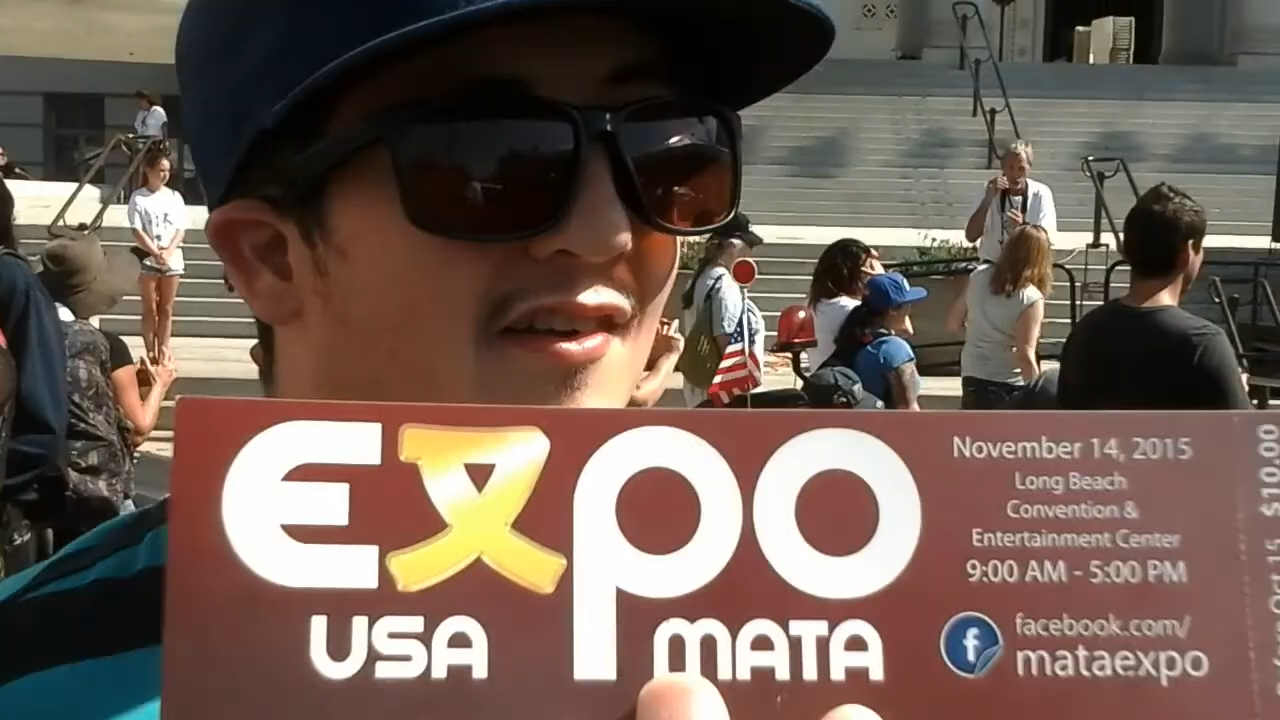 Expo
USA MATA
November 14, 2015
Long Beach
Convention &
Entertainment Center
9:00 AM - 5:00 PM
f
facebook.com/
mataexpo
$10.00